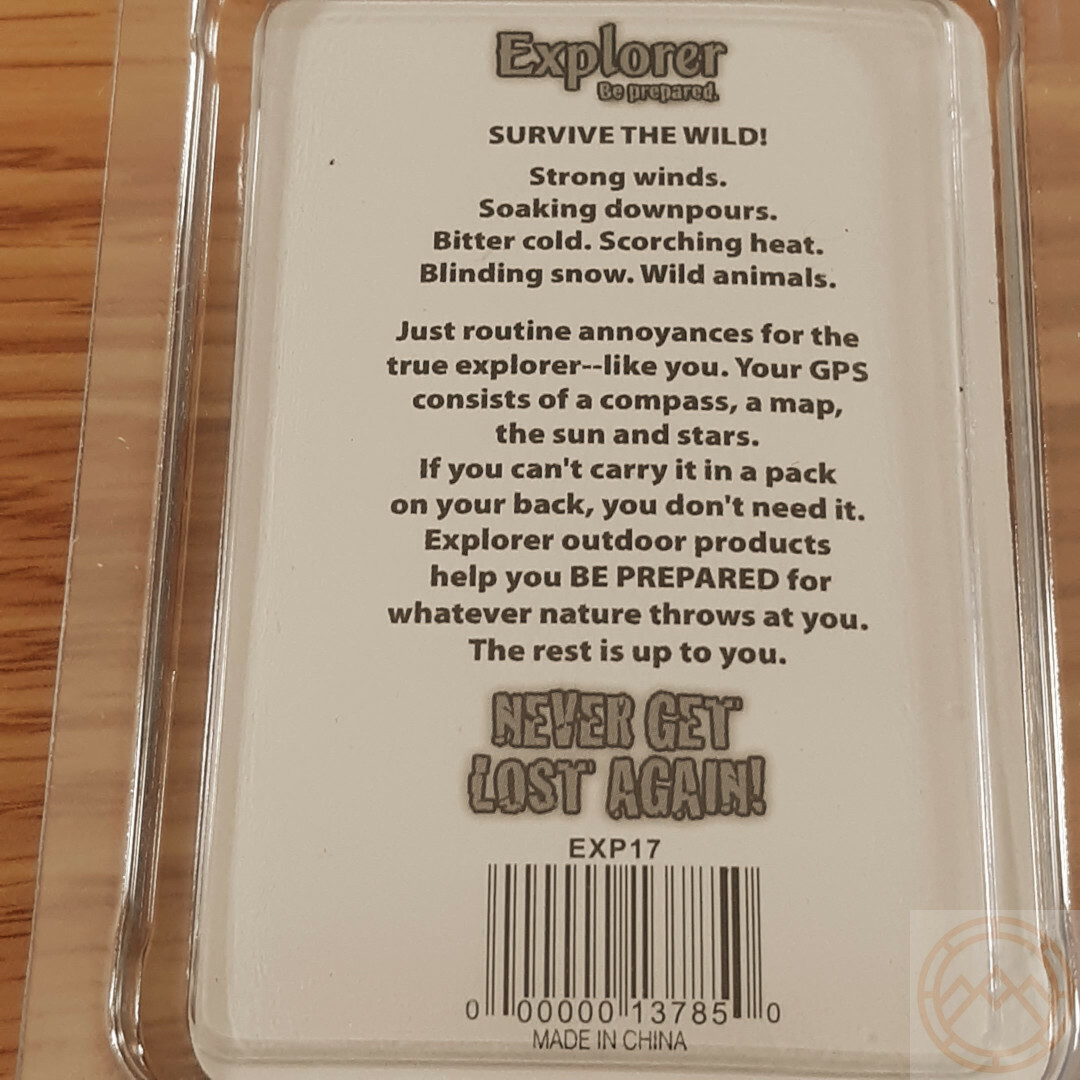 Explorer
Be prepared.
SURVIVE THE WILD!
Strong winds.
Soaking downpours.
Bitter cold. Scorching heat.
Blinding snow. Wild animals.
Just routine annoyances for the
true explorer--like you. Your GPS
consists of a compass, a map,
the sun and stars.
If you can't carry it in a pack
on your back, you don't need it.
Explorer outdoor products
help you BE PREPARED for
whatever nature throws at you.
The rest is up to you.
NEVER GET
LOST AGAIN!
EXP17
0 00000 13785 0
MADE IN CHINA